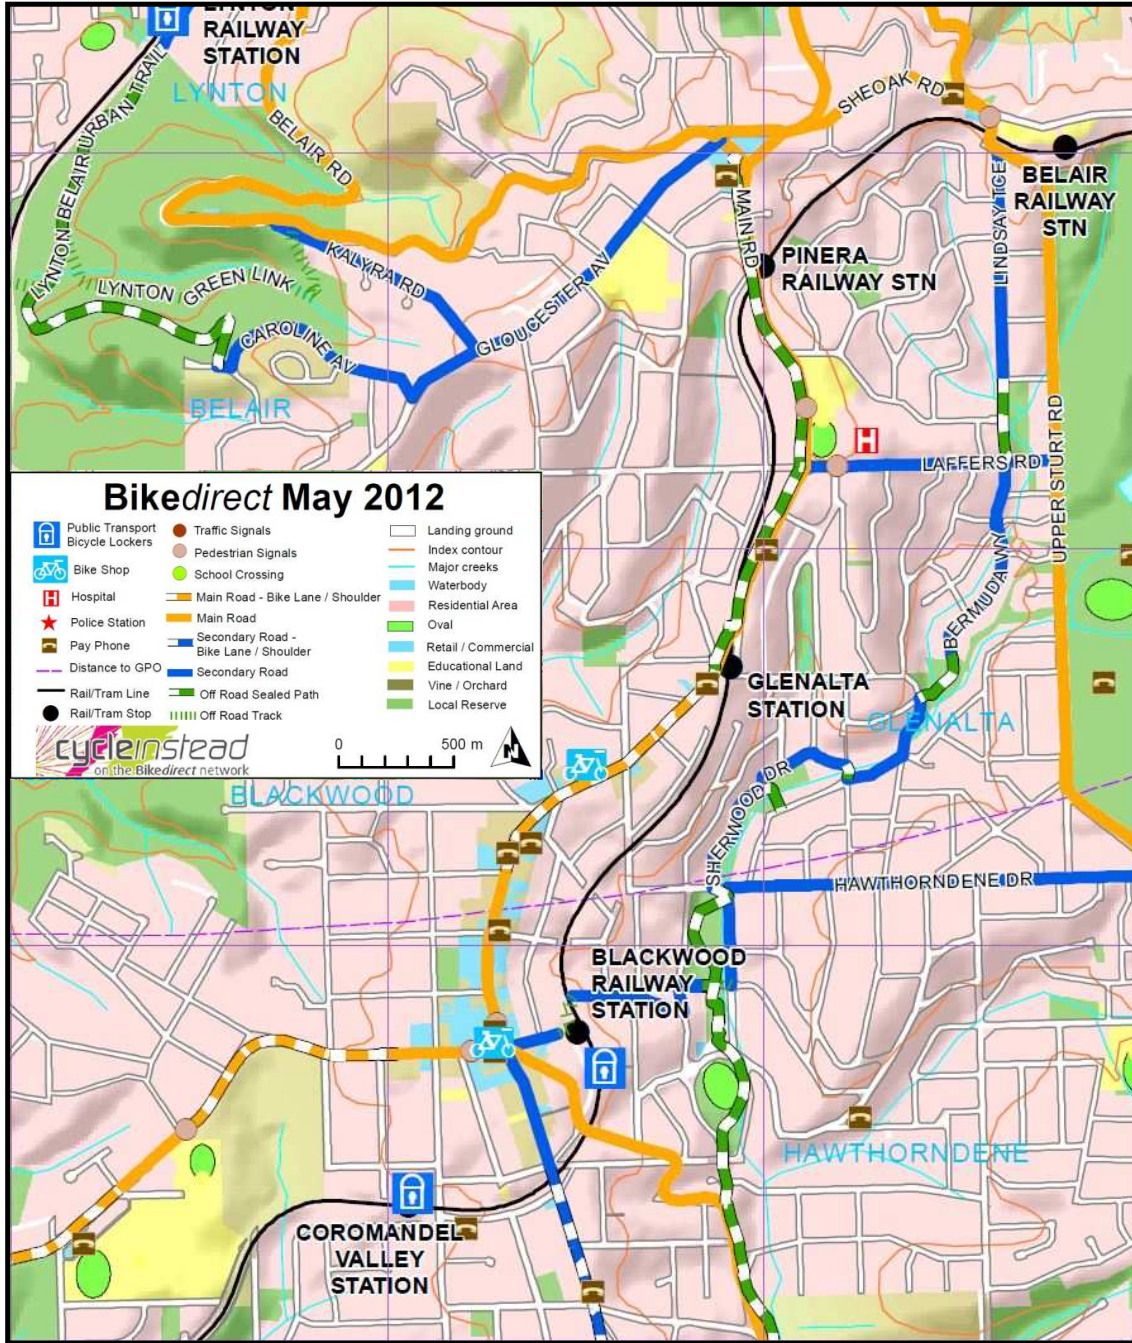 LYNTON
RAILWAY
STATION
LYNTON
LYNTON BELAIR URBAN TRAIL
BELAIR RD
SHEOAK RD
BELAIR
RAILWAY
STN
LINDSAY TCE
MAIN RD
PINERA
RAILWAY STN
KALYRA RD
GLOUCESTER AV
LYNTON GREEN LINK
CAROLINE AV
BELAIR
LAFFERS RD
UPPER STURT RD
BERMUDA WY
Bikedirect May 2012
Public Transport
Bicycle Lockers
Bike Shop
H Hospital
Police Station
Pay Phone
Distance to GPO
Rail/Tram Line
Rail/Tram Stop
Traffic Signals
Pedestrian Signals
School Crossing
Main Road - Bike Lane / Shoulder
Main Road
Secondary Road -
Bike Lane / Shoulder
Secondary Road
Off Road Sealed Path
Off Road Track
Landing ground
Index contour
Major creeks
Waterbody
Residential Area
Oval
Retail / Commercial
Educational Land
Vine / Orchard
Local Reserve
cycleinstead
on the Bikedirect network
0 500 m
N
H
GLENALTA
STATION
GLENALTA
BLACKWOOD
SHERWOOD DR
HAWTHORNDENE DR
BLACKWOOD
RAILWAY
STATION
HAWTHORNDENE
COROMANDEL
VALLEY
STATION